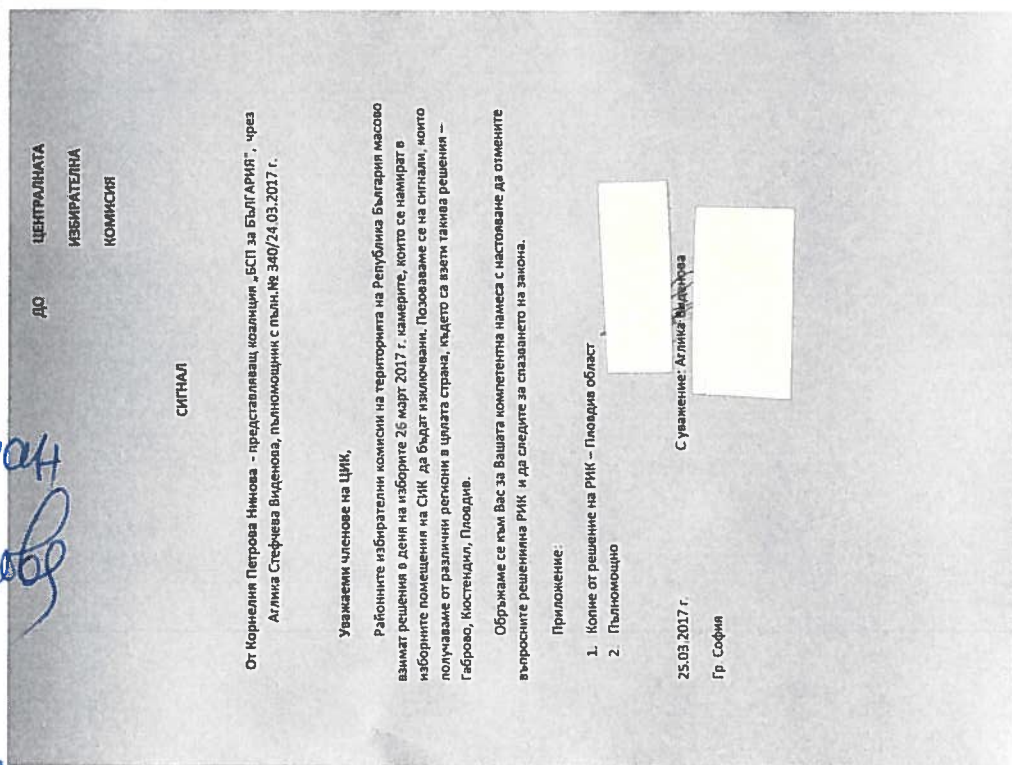 ДО ЦЕНТРАЛНАТА
ИЗБИРАТЕЛНА
КОМИСИЯ
СИГНАЛ
От Корнелия Петрова Нинова - представляващ коалиция „БСП за БЪЛГАРИЯ", чрез
Аглика Стефчева Виденова, пълномощник с пълн.№ 340/24.03.2017 г.
Уважаеми членове на ЦИК,
Районните избирателни комисии на територията на Република България масово
взимат решения в деня на изборите 26 март 2017 г. камерите, които се намират в
изборните помещения на СИК да бъдат изключвани. Позоваваме се на сигнали, които
получаваме от различни региони в цялата страна, където са взети такива решения –
Габрово, Кюстендил, Пловдив.
Обръщаме се към Вас за Вашата компетентна намеса с настояване да отмените
въпросните решенилна РИК и да следите за спазването на закона.
Приложение:
1. Копие от решение на РИК – Пловдив област
2. Пълномощно
25.03.2017 г. С уважение: Аглика Виденова
Гр. София